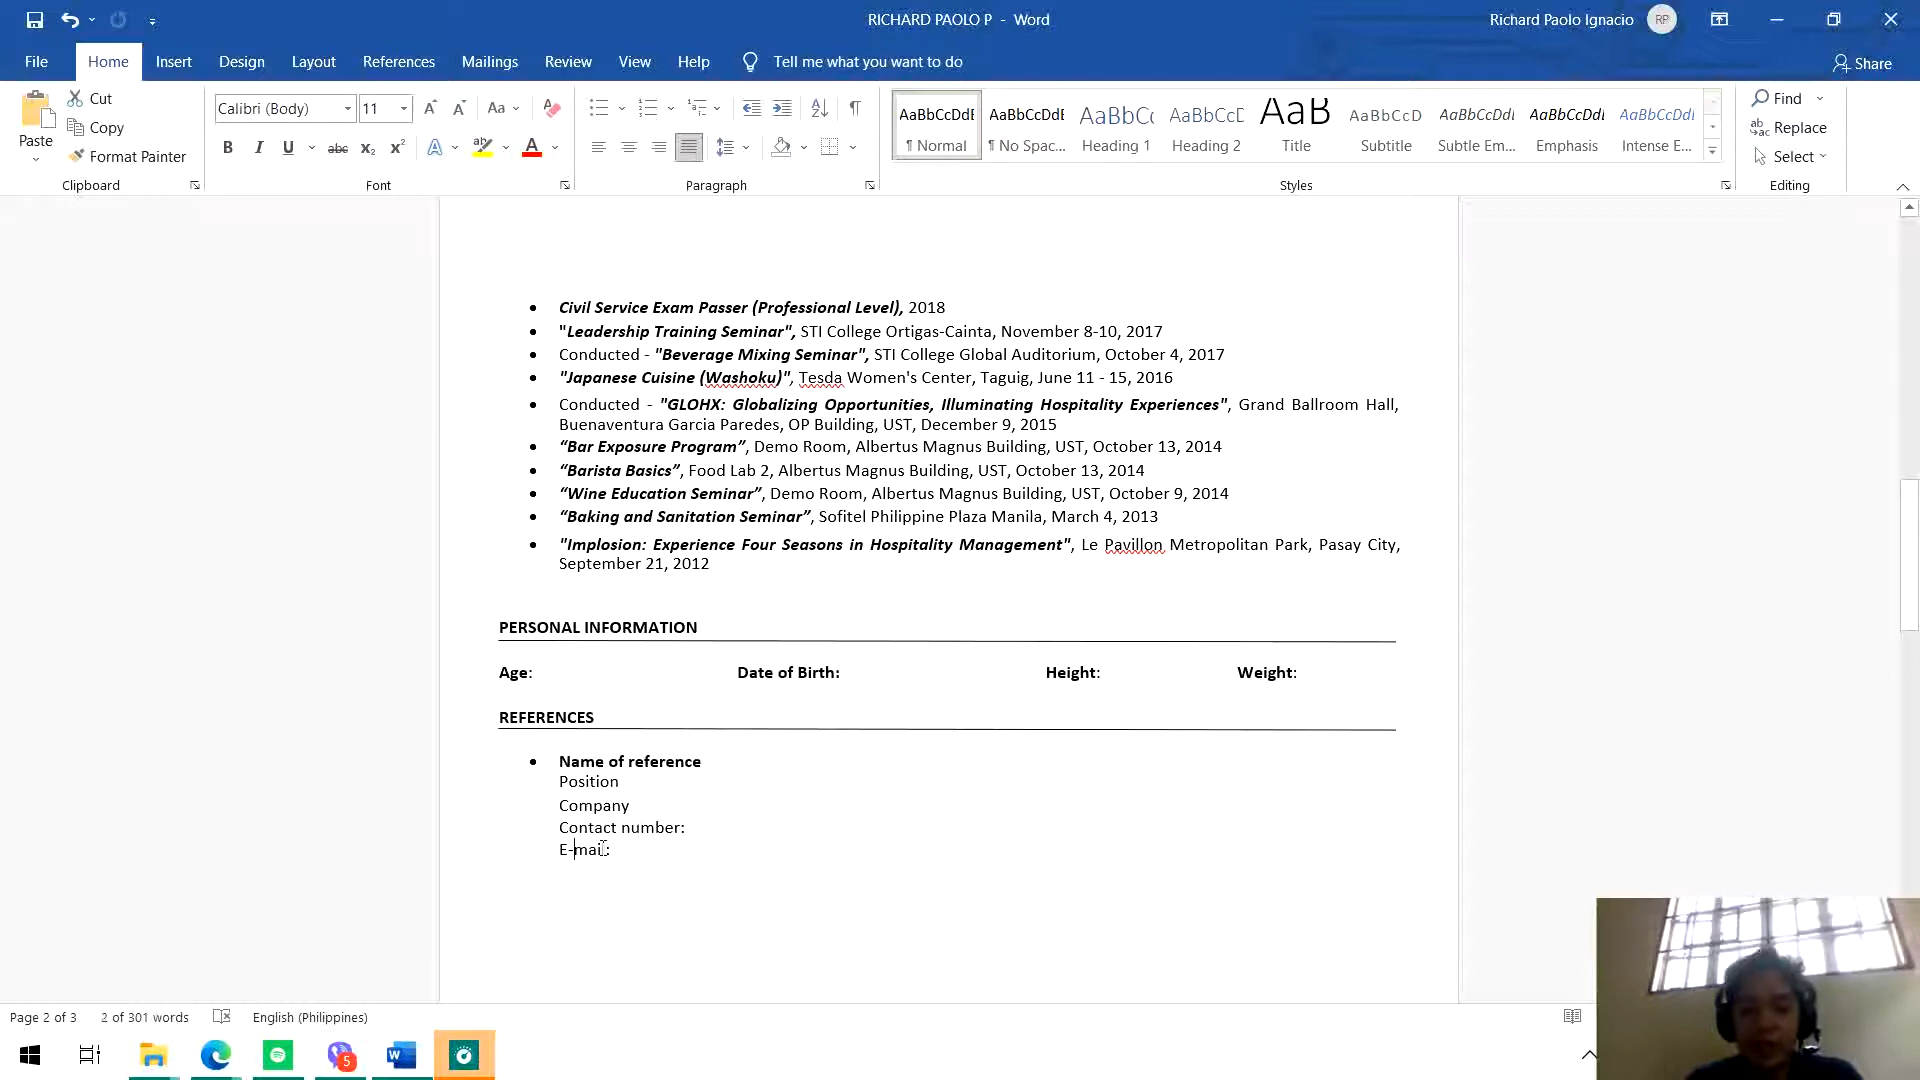 RICHARD PAOLO P - Word
Richard Paolo Ignacio
RP
File
Home
Insert
Design
Layout
References
Mailings
Review
View
Help
Tell me what you want to do
Share
Paste
Cut
Copy
Format Painter
Clipboard
Calibri (Body)
11
Aa
B I U abc x₂ x²
A
Font
Paragraph
AaBbCcDdE
¶ Normal
AaBbCcDdE
¶ No Spac...
AaBbCc
Heading 1
AaBbCcD
Heading 2
AaB
Title
AaBbCcD
Subtitle
AaBbCcDdl
Subtle Em...
AaBbCcDdl
Emphasis
AaBbCcDdl
Intense E...
Styles
Find
Replace
Select
Editing
• Civil Service Exam Passer (Professional Level), 2018
• "Leadership Training Seminar", STI College Ortigas-Cainta, November 8-10, 2017
• Conducted - "Beverage Mixing Seminar", STI College Global Auditorium, October 4, 2017
• "Japanese Cuisine (Washoku)", Tesda Women's Center, Taguig, June 11 - 15, 2016
• Conducted - "GLOHX: Globalizing Opportunities, Illuminating Hospitality Experiences", Grand Ballroom Hall,
Buenaventura Garcia Paredes, OP Building, UST, December 9, 2015
• “Bar Exposure Program”, Demo Room, Albertus Magnus Building, UST, October 13, 2014
• “Barista Basics”, Food Lab 2, Albertus Magnus Building, UST, October 13, 2014
• “Wine Education Seminar”, Demo Room, Albertus Magnus Building, UST, October 9, 2014
• “Baking and Sanitation Seminar”, Sofitel Philippine Plaza Manila, March 4, 2013
• "Implosion: Experience Four Seasons in Hospitality Management", Le Pavillon Metropolitan Park, Pasay City,
September 21, 2012
PERSONAL INFORMATION
Age: Date of Birth: Height: Weight:
REFERENCES
• Name of reference
Position
Company
Contact number:
E-mail:
Page 2 of 3
2 of 301 words
English (Philippines)
5